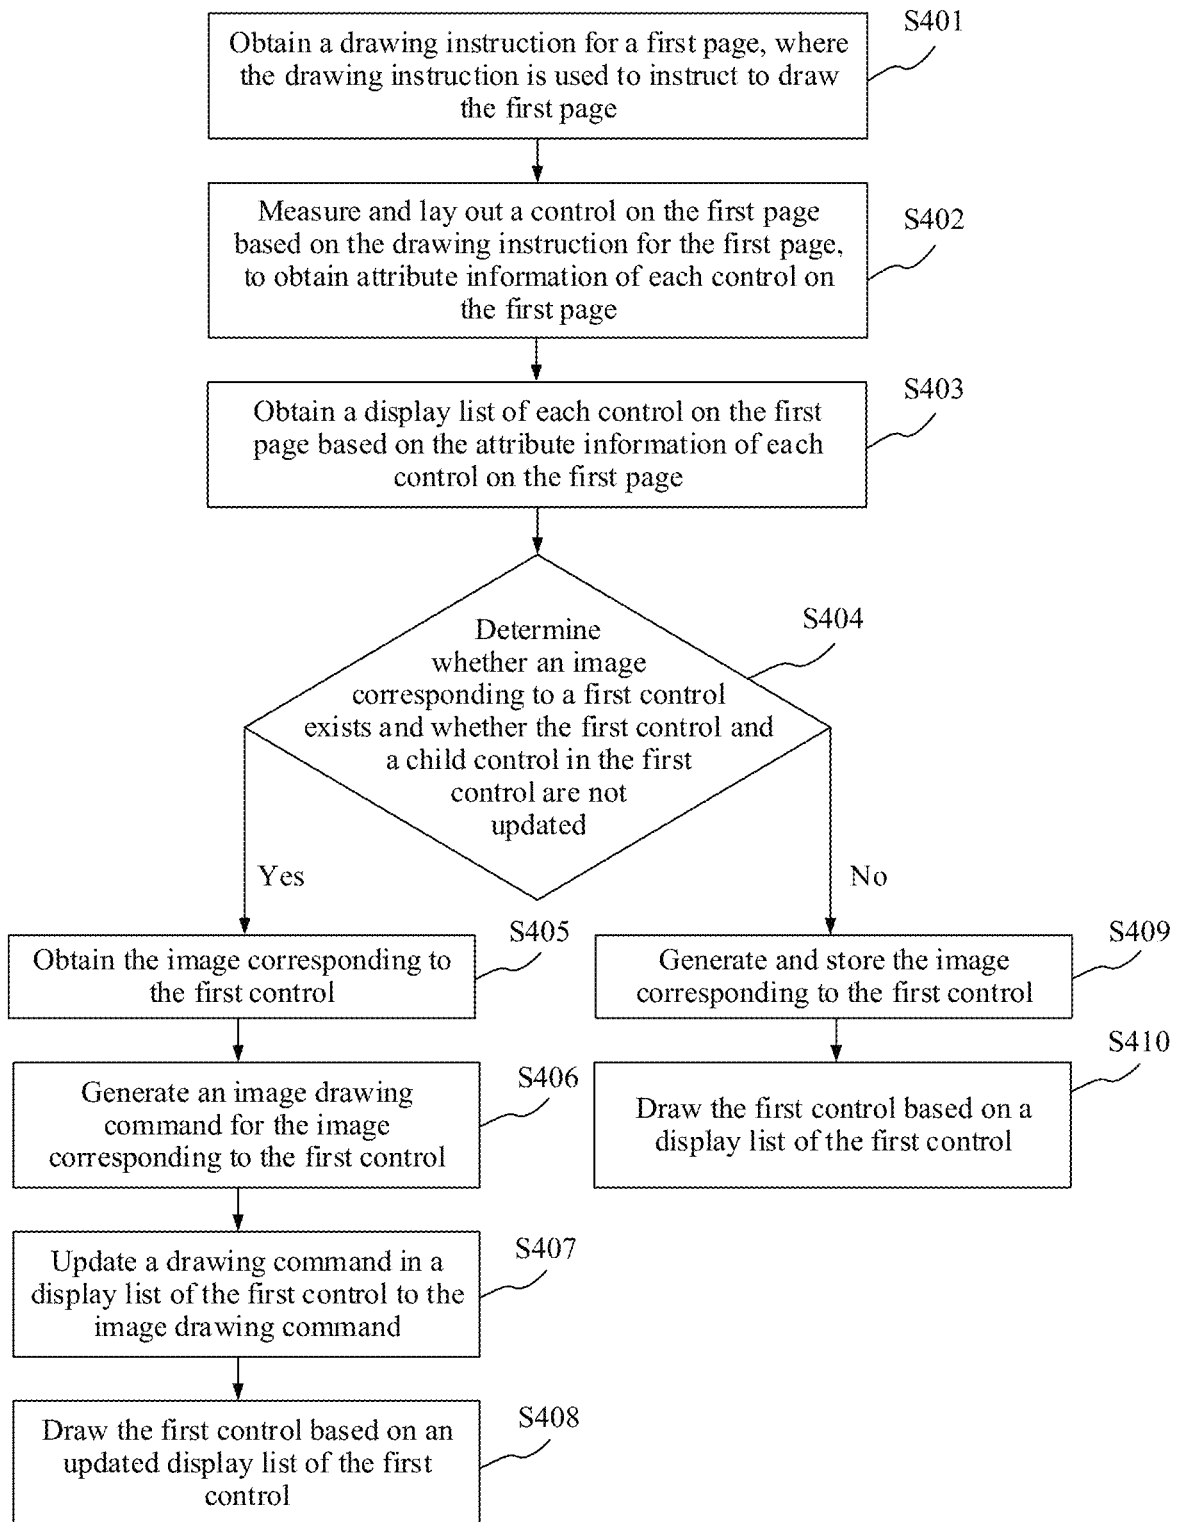 S401
Obtain a drawing instruction for a first page, where
the drawing instruction is used to instruct to draw
the first page
S402
Measure and lay out a control on the first page
based on the drawing instruction for the first page,
to obtain attribute information of each control on
the first page
S403
Obtain a display list of each control on the first
page based on the attribute information of each
control on the first page
S404
Determine
whether an image
corresponding to a first control
exists and whether the first control and
a child control in the first
control are not
updated
Yes
No
S405
Obtain the image corresponding to
the first control
S406
Generate an image drawing
command for the image
corresponding to the first control
S407
Update a drawing command in a
display list of the first control to the
image drawing command
S408
Draw the first control based on an
updated display list of the first
control
S409
Generate and store the image
corresponding to the first control
S410
Draw the first control based on a
display list of the first control